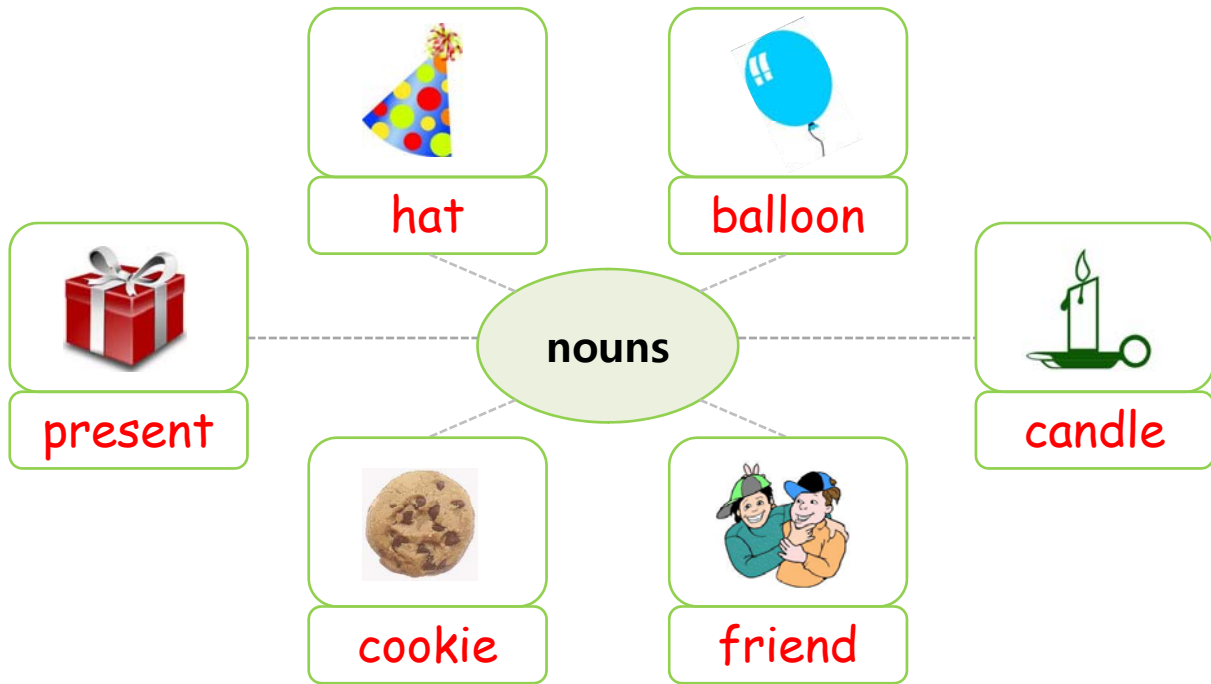 hat
balloon
present
nouns
candle
cookie
friend